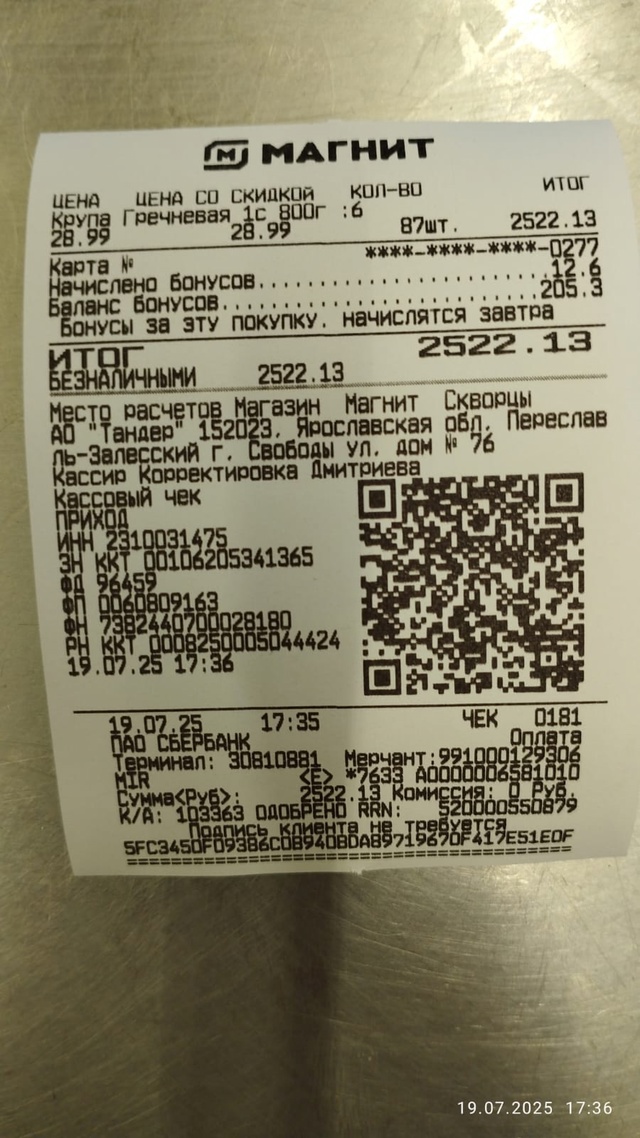 МАГНИТ
ЦЕНА ЦЕНА СО СКИДКОЙ КОЛ-ВО ИТОГ
Крупа Гречневая 1с 800г :6
28.99 28.99 87шт. 2522.13
Карта № ****-****-****-0277
Начислено бонусов....................12.6
Баланс бонусов.......................205.3
Бонусы за эту покупку, начислятся завтра
ИТОГ 2522.13
БЕЗНАЛИЧНЫМИ 2522.13
Место расчетов Магазин Магнит Скворцы
АО "Тандер" 152023, Ярославская обл, Переслав
ль-Залесский г, Свободы ул, дом № 76
Кассир Корректировка Дмитриева
Кассовый чек
ПРИХОД
ИНН 2310031475
ЗН ККТ 00106205341365
ФД 96459
ФП 0060809163
ФН 7382440700028180
РН ККТ 0008250005044424
19.07.25 17:36
19.07.25 17:35 ЧЕК 0181
ПАО СБЕРБАНК Оплата
Терминал: 30810881 Мерчант:991000129306
MIR <E> *7633 A0000006581010
Сумма<Руб>: 2522.13 Комиссия: 0 Руб.
К/А: 103363 ОДОБРЕНО RRN: 520000550879
Подпись клиента не требуется
5FC3450F09386C0B940BDA89719670F417E51E0F
====================================
19.07.2025 17:36